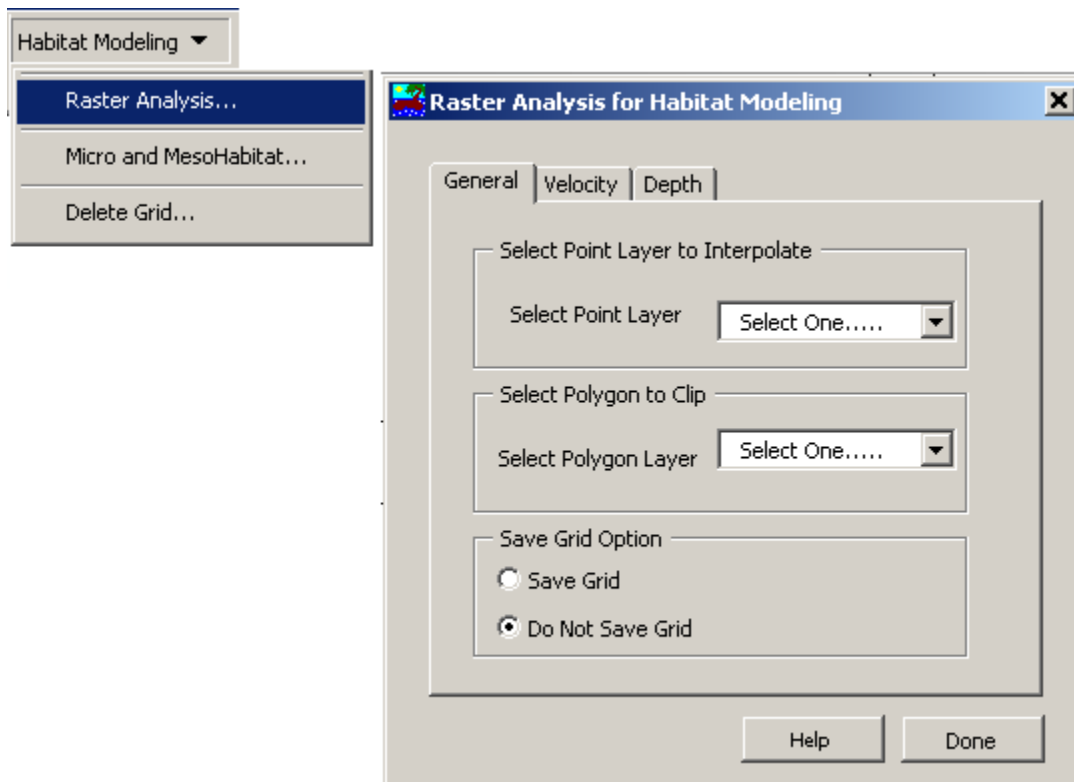 Habitat Modeling
Raster Analysis...
Micro and MesoHabitat...
Delete Grid...
Raster Analysis for Habitat Modeling
General Velocity Depth
Select Point Layer to Interpolate
Select Point Layer Select One.....
Select Polygon to Clip
Select Polygon Layer Select One.....
Save Grid Option
Save Grid
Do Not Save Grid
Help Done